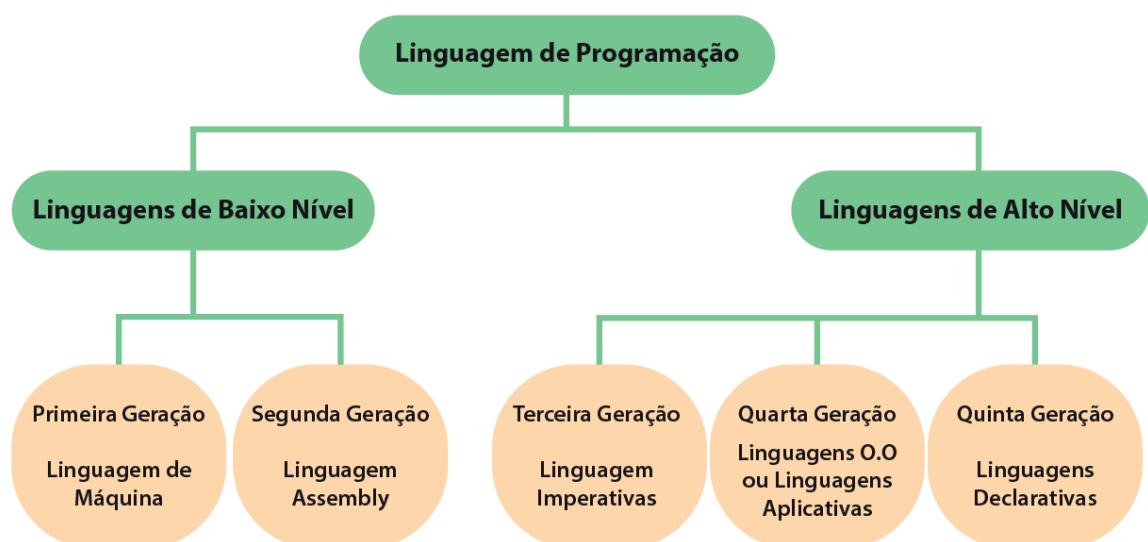 Linguagem de Programação
Linguagens de Baixo Nível
Linguagens de Alto Nível
Primeira Geração
Linguagem de
Máquina
Segunda Geração
Linguagem
Assembly
Terceira Geração
Linguagem
Imperativas
Quarta Geração
Linguagens O.O
ou Linguagens
Aplicativas
Quinta Geração
Linguagens
Declarativas